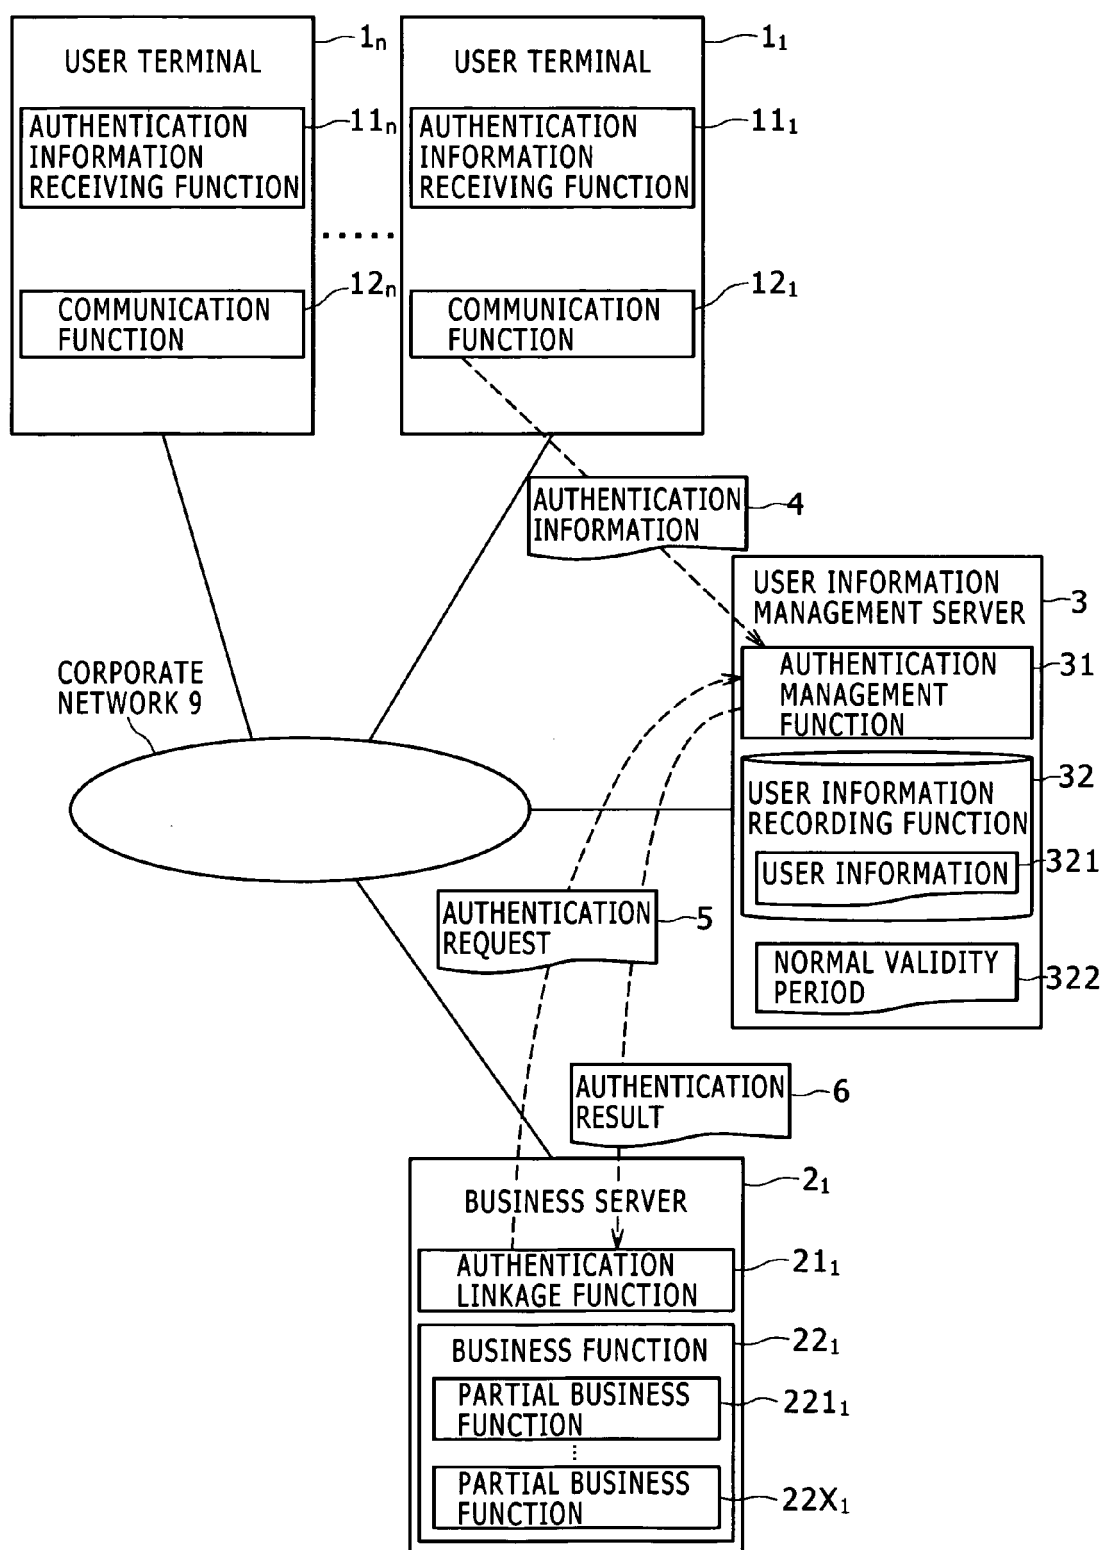 1n
USER TERMINAL
11n
AUTHENTICATION
INFORMATION
RECEIVING FUNCTION
12n
COMMUNICATION
FUNCTION
.....
1₁
USER TERMINAL
11₁
AUTHENTICATION
INFORMATION
RECEIVING FUNCTION
12₁
COMMUNICATION
FUNCTION
AUTHENTICATION
INFORMATION
4
USER INFORMATION
MANAGEMENT SERVER
3
AUTHENTICATION
MANAGEMENT
FUNCTION
31
CORPORATE
NETWORK 9
USER INFORMATION
RECORDING FUNCTION
32
USER INFORMATION
321
NORMAL VALIDITY
PERIOD
322
AUTHENTICATION
REQUEST
5
AUTHENTICATION
RESULT
6
BUSINESS SERVER
2₁
AUTHENTICATION
LINKAGE FUNCTION
21₁
BUSINESS FUNCTION
22₁
PARTIAL BUSINESS
FUNCTION
221₁
PARTIAL BUSINESS
FUNCTION
22X₁